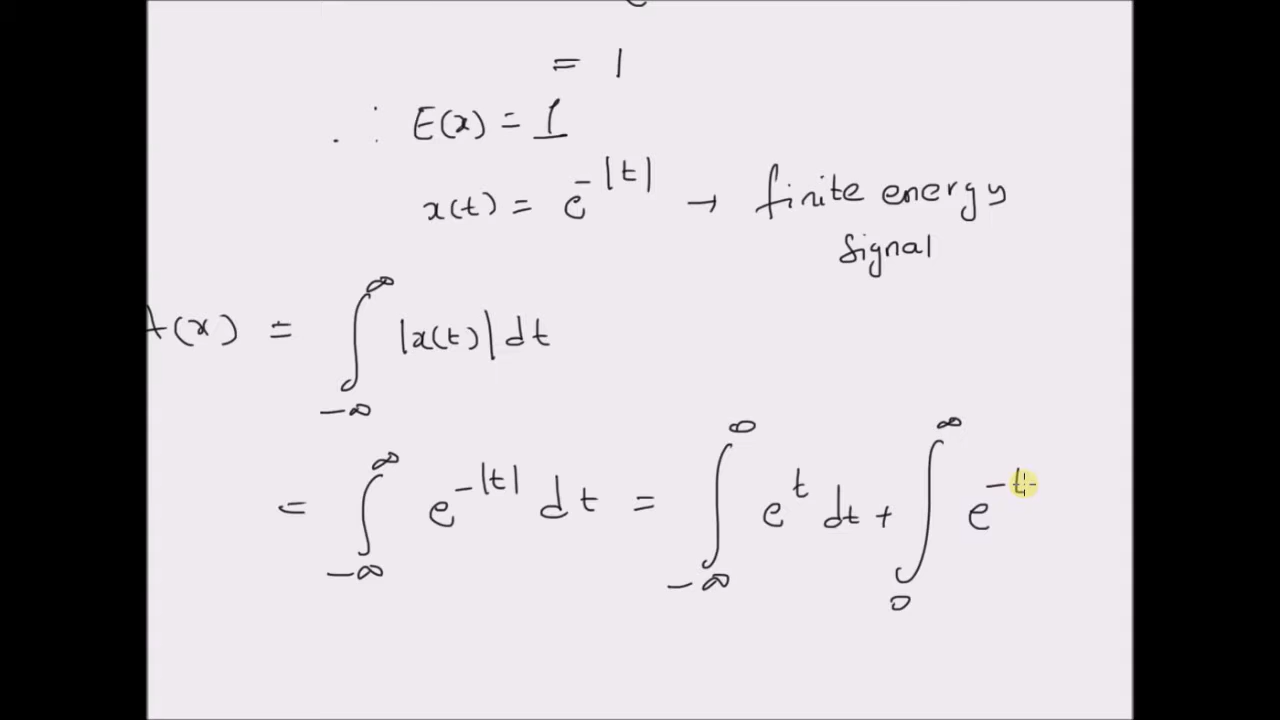 = 1
∴ E(x) = 1
x(t) = e^{-|t|} → finite energy
signal
A(x) = ∫_{-∞}^{∞} |x(t)| dt
= ∫_{-∞}^{∞} e^{-|t|} dt = ∫_{-∞}^{0} e^{t} dt + ∫_{0}^{∞} e^{-t}